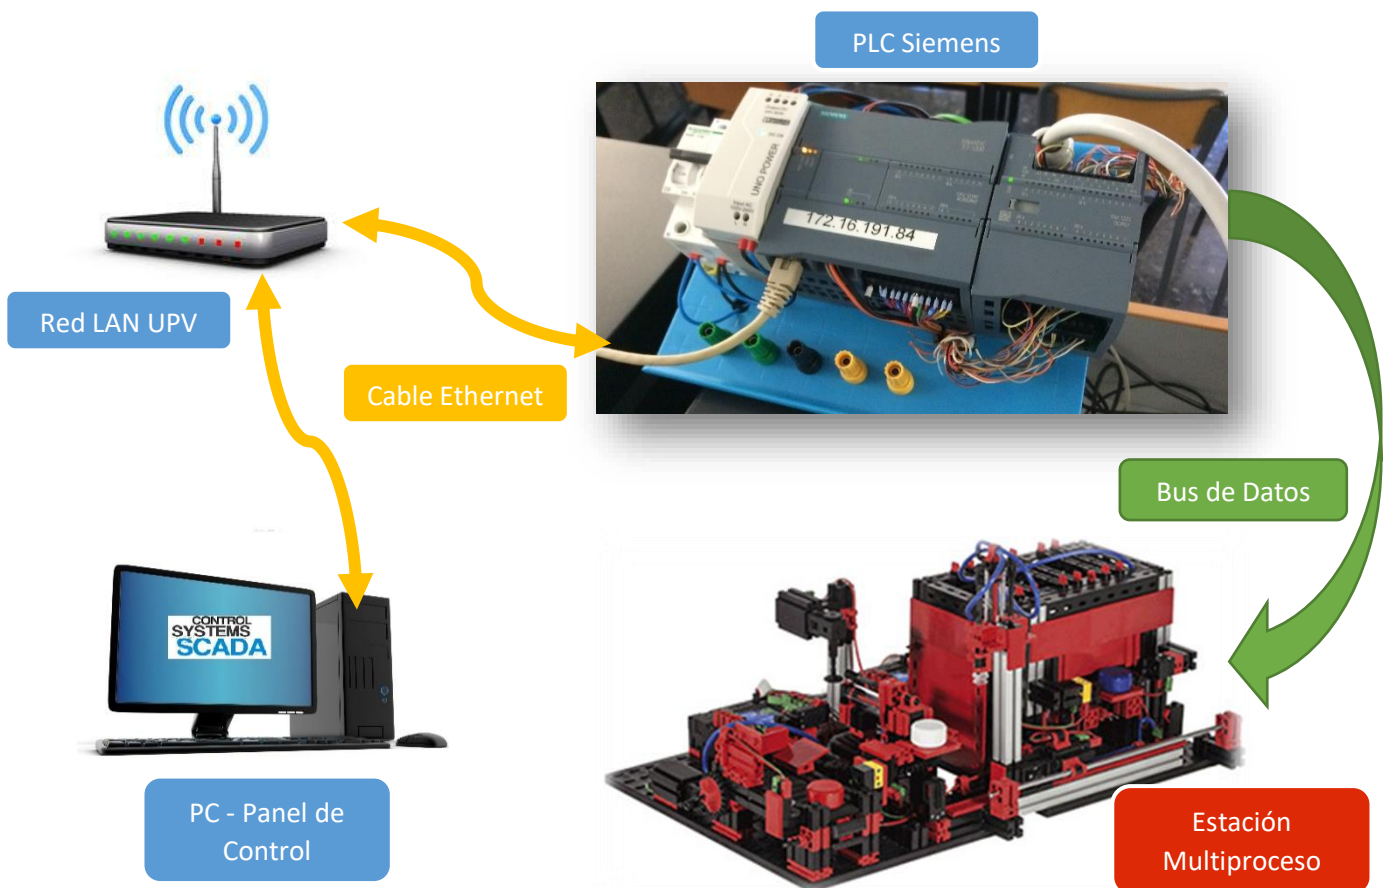 PLC Siemens
SIEMENS
UNO POWER
172.16.191.84
Red LAN UPV
Cable Ethernet
Bus de Datos
CONTROL
SYSTEMS
SCADA
PC - Panel de
Control
Estación
Multiproceso